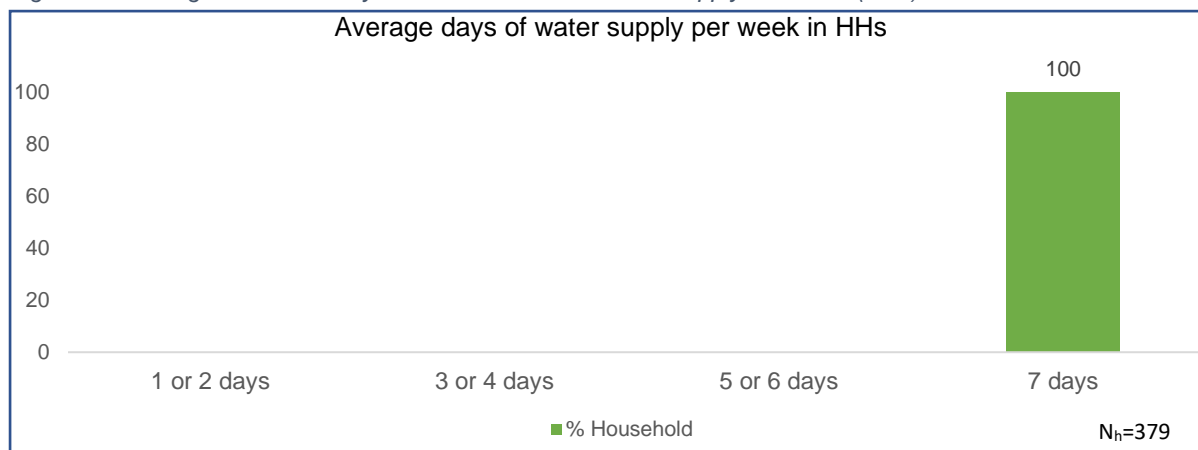 Average days of water supply per week in HHs
100
100
80
60
40
20
0
1 or 2 days
3 or 4 days
5 or 6 days
7 days
% Household
Nh=379